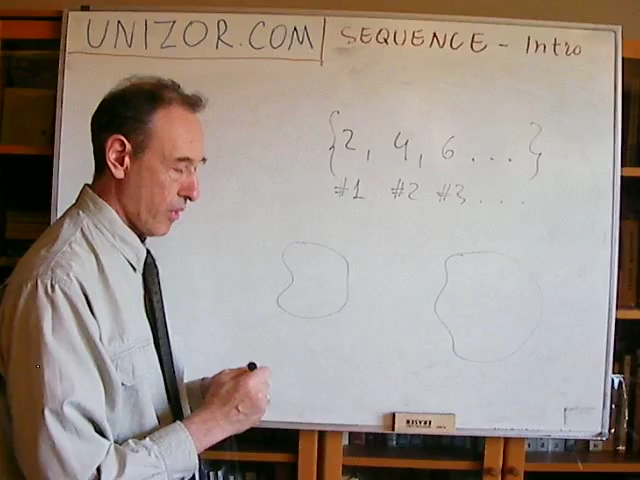 UNIZOR.COM | SEQUENCE - Intro
{2, 4, 6 ... }
#1 #2 #3 ....